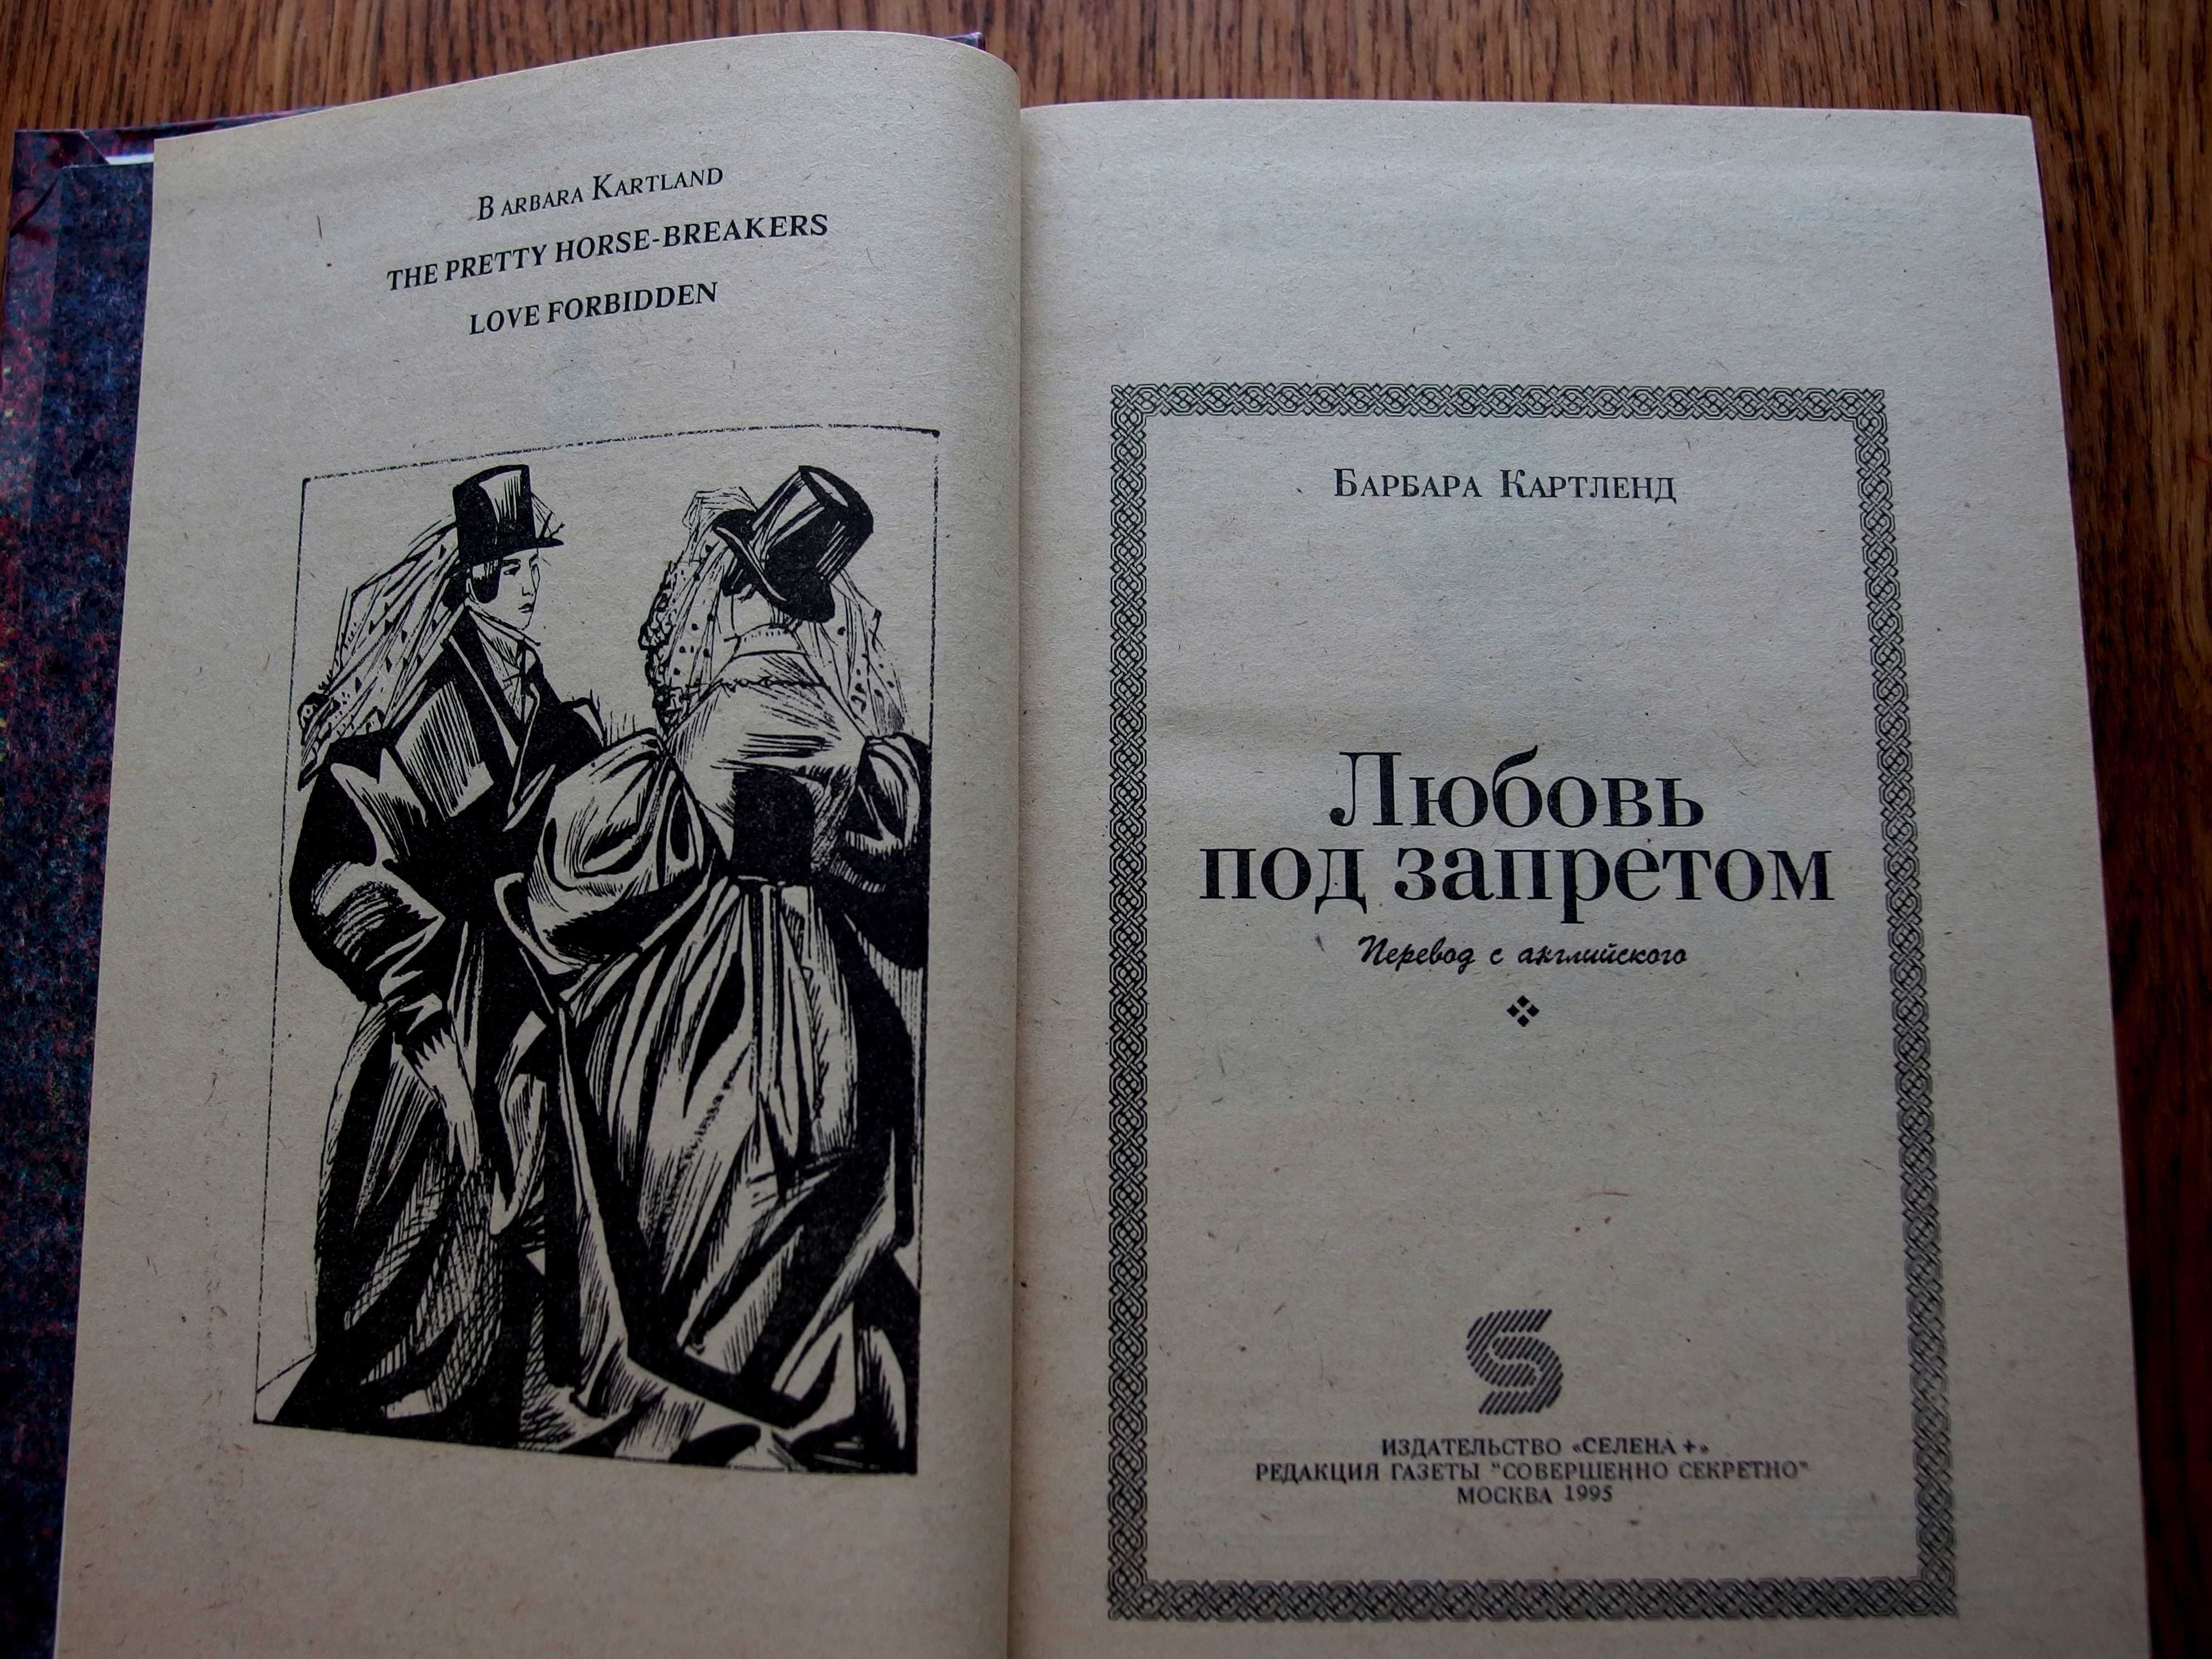 BARBARA KARTLAND
THE PRETTY HORSE-BREAKERS
LOVE FORBIDDEN
БАРБАРА КАРТЛЕНД
Любовь
под запретом
Перевод с английского
ИЗДАТЕЛЬСТВО «СЕЛЕНА +»
РЕДАКЦИЯ ГАЗЕТЫ "СОВЕРШЕННО СЕКРЕТНО"
МОСКВА 1995